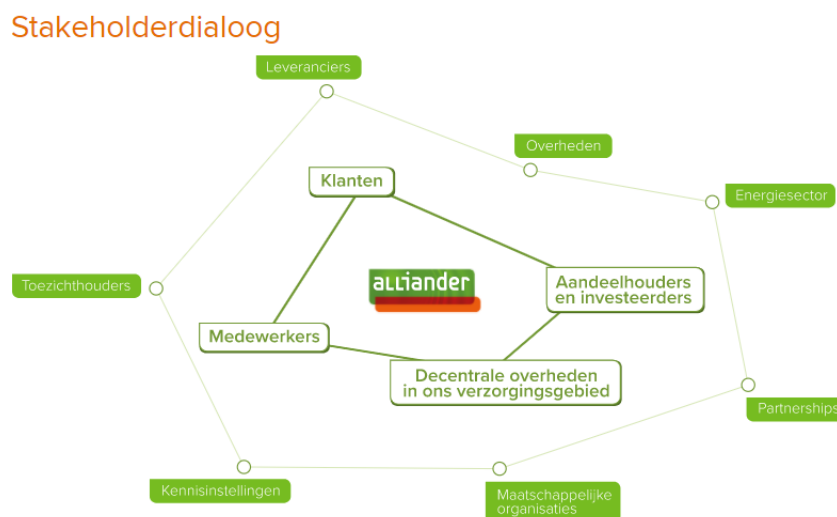 Stakeholderdialoog
Leveranciers
Overheden
Klanten
Energiesector
alliander
Aandeelhouders
en investeerders
Toezichthouders
Medewerkers
Decentrale overheden
in ons verzorgingsgebied
Partnerships
Kennisinstellingen
Maatschappelijke
organisaties